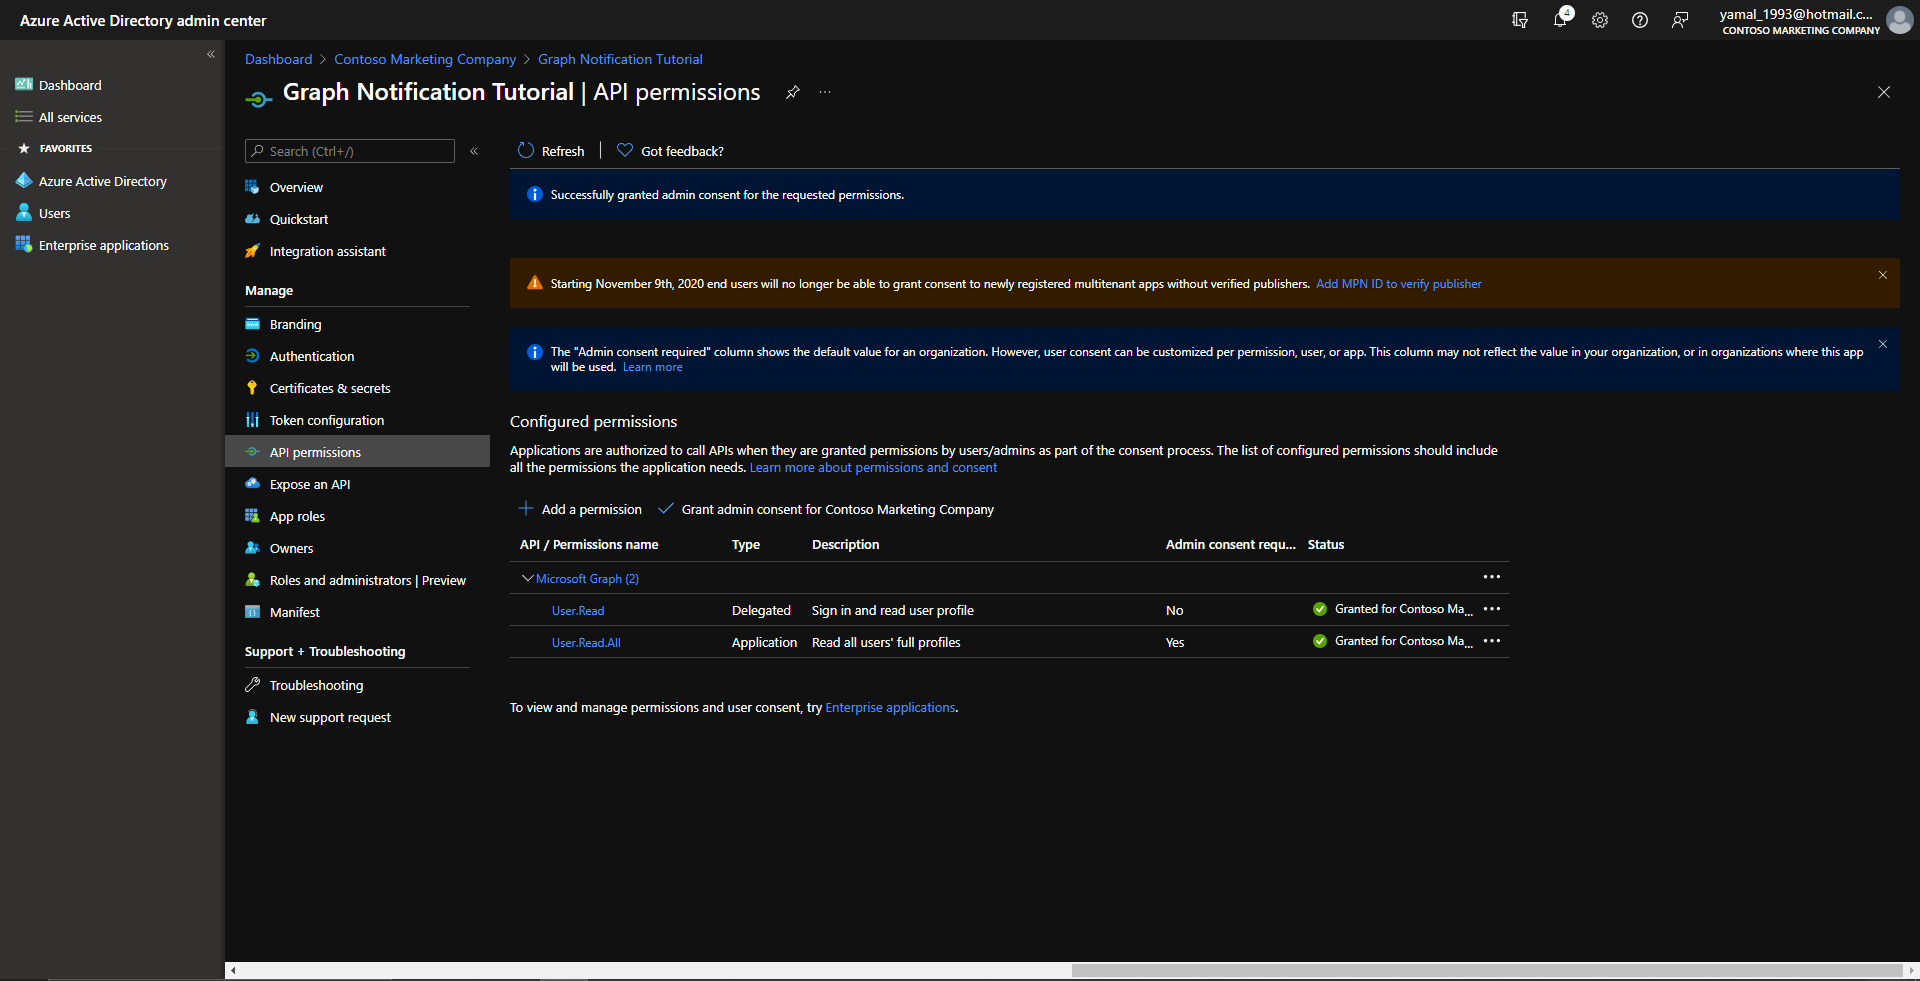 Azure Active Directory admin center
4
yamal_1993@hotmail.c...
CONTOSO MARKETING COMPANY
Dashboard
All services
FAVORITES
Azure Active Directory
Users
Enterprise applications
Dashboard > Contoso Marketing Company > Graph Notification Tutorial
Graph Notification Tutorial | API permissions
Search (Ctrl+/)
Overview
Quickstart
Integration assistant
Manage
Branding
Authentication
Certificates & secrets
Token configuration
API permissions
Expose an API
App roles
Owners
Roles and administrators | Preview
Manifest
Support + Troubleshooting
Troubleshooting
New support request
Refresh
Got feedback?
Successfully granted admin consent for the requested permissions.
Starting November 9th, 2020 end users will no longer be able to grant consent to newly registered multitenant apps without verified publishers. Add MPN ID to verify publisher
The "Admin consent required" column shows the default value for an organization. However, user consent can be customized per permission, user, or app. This column may not reflect the value in your organization, or in organizations where this app
will be used. Learn more
Configured permissions
Applications are authorized to call APIs when they are granted permissions by users/admins as part of the consent process. The list of configured permissions should include
all the permissions the application needs. Learn more about permissions and consent
Add a permission
Grant admin consent for Contoso Marketing Company
API / Permissions name Type Description Admin consent requ... Status
Microsoft Graph (2)
User.Read Delegated Sign in and read user profile No Granted for Contoso Ma...
User.Read.All Application Read all users' full profiles Yes Granted for Contoso Ma...
To view and manage permissions and user consent, try Enterprise applications.